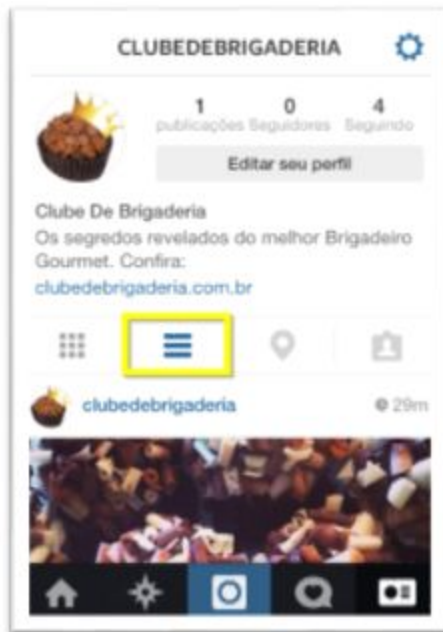 CLUBEDEBRIGADERIA
1 0 4
publicações Seguidores Seguindo
Editar seu perfil
Clube De Brigaderia
Os segredos revelados do melhor Brigadeiro
Gourmet. Confira:
clubedebrigaderia.com.br
clubedebrigaderia 29m